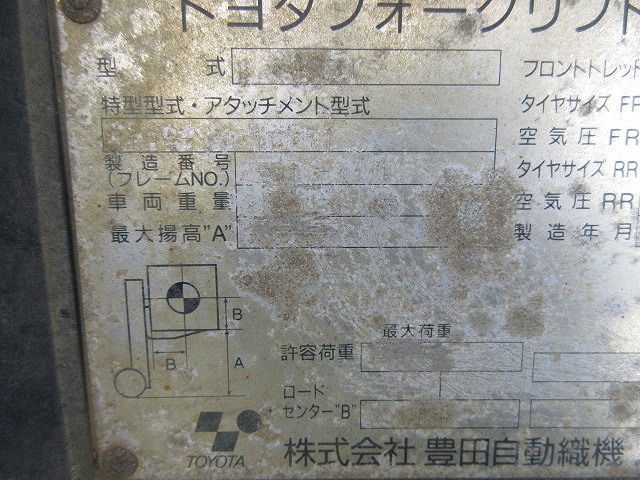 トヨタフォークリフト
型式
フロントトレッド
特型型式・アタッチメント型式
タイヤサイズ FR
空気圧 FR
製造番号
(フレームNO.)
タイヤサイズ RR
車両重量
空気圧 RR
最大揚高"A"
製造年月
B
B
A
最大荷重
許容荷重
ロード
センター"B"
TOYOTA
株式会社 豊田自動織機